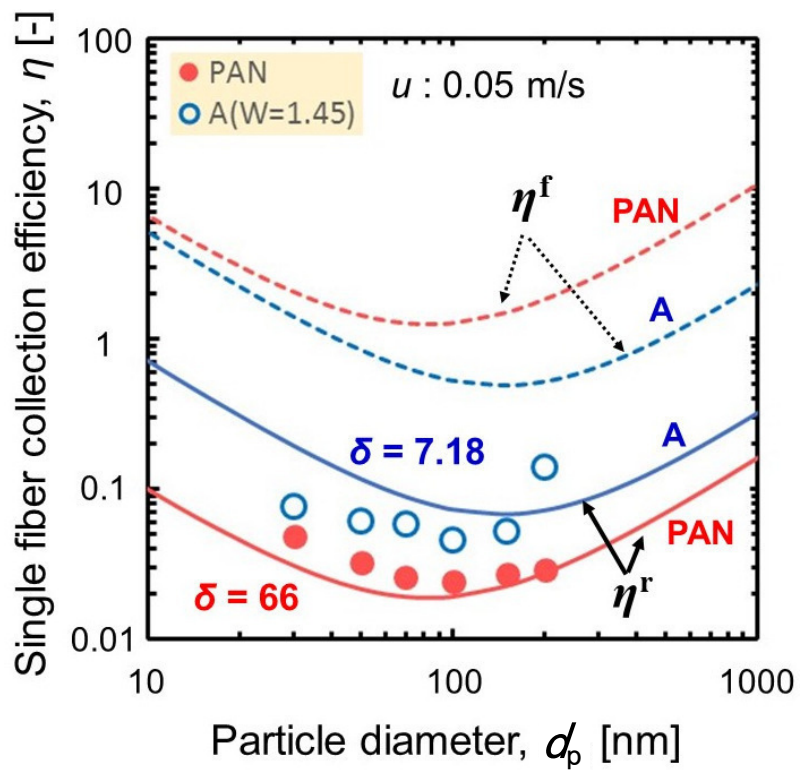 Single fiber collection efficiency, η [-]
100
10
1
0.1
0.01
PAN
A(W=1.45)
u : 0.05 m/s
η^f
PAN
A
δ = 7.18
A
PAN
δ = 66
η^r
10
100
1000
Particle diameter, d_p [nm]